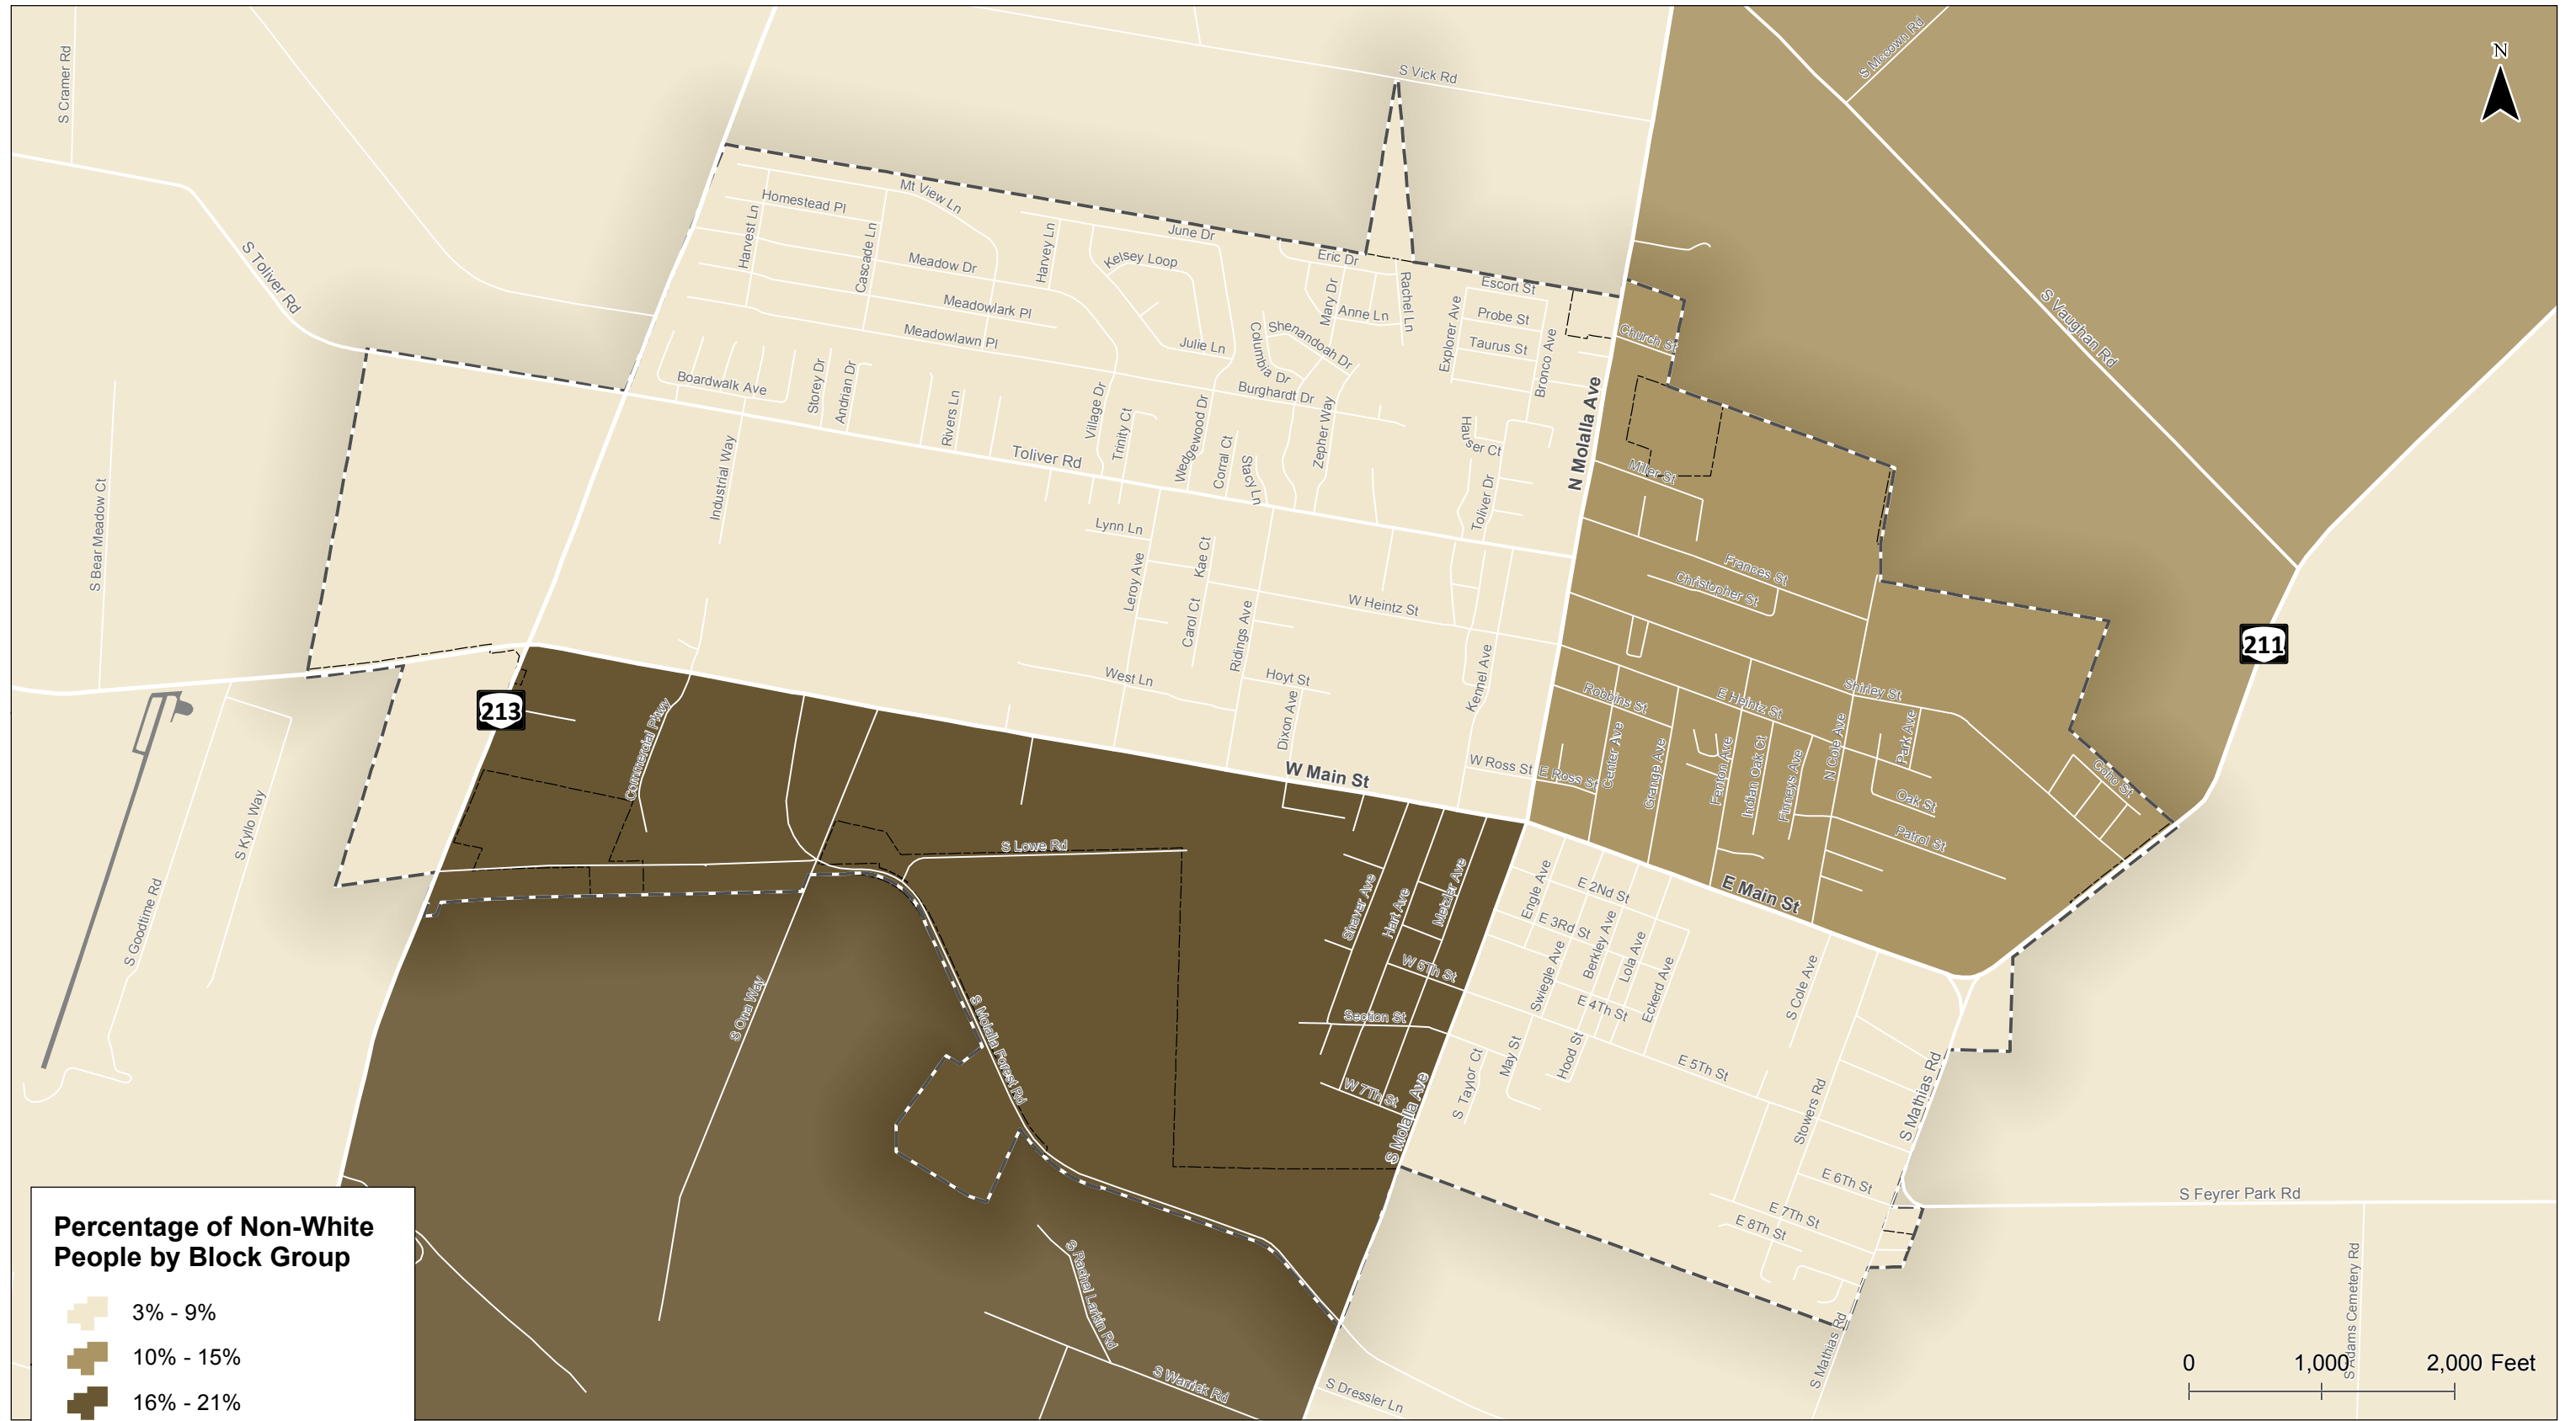 S Cramer Rd
S Vick Rd
S Mccown Rd
N
Mt View Ln
Homestead Pl
Harvest Ln
Cascade Ln
Harvey Ln
June Dr
Kelsey Loop
Eric Dr
Meadow Dr
S Toliver Rd
Mary Dr
Rachel Ln
Escort St
Meadowlark Pl
Anne Ln
Explorer Ave
Probe St
S Vaughan Rd
Meadowlawn Pl
Julie Ln
Columbia Dr
Shenandoah Dr
Taurus St
Bronco Ave
Church St
Boardwalk Ave
Storey Dr
Andrian Dr
Rivers Ln
Village Dr
Trinity Ct
Wedgewood Dr
Burghardt Dr
Zepher Way
N Molalla Ave
Hauser Ct
Industrial Way
Toliver Rd
Corral Ct
Stacy Ln
Toliver Dr
Miller St
S Bear Meadow Ct
Lynn Ln
Leroy Ave
Kae Ct
Frances St
Christopher St
W Heintz St
Carol Ct
Ridings Ave
211
West Ln
Hoyt St
Kennel Ave
Dixon Ave
Shirley St
Robbins St
E Heintz St
213
Commercial Pkwy
W Main St
W Ross St
E Ross St
Center Ave
Grange Ave
Fenton Ave
Indian Oak Ct
Finneys Ave
N Cole Ave
Park Ave
Coho St
Oak St
Patrol St
S Kyllo Way
S Lowe Rd
Shaver Ave
Hart Ave
Metzler Ave
Engle Ave
E 2Nd St
E Main St
E 3Rd St
Berkley Ave
S Goodtime Rd
W 5Th St
Swiegle Ave
Lola Ave
Eckerd Ave
S Cole Ave
S Ona Way
S Molalla Forest Rd
Section St
E 4Th St
S Taylor Ct
May St
Hood St
E 5Th St
W 7Th St
S Molalla Ave
Stowers Rd
S Mathias Rd
E 6Th St
S Feyrer Park Rd
E 7Th St
E 8Th St
S Rachel Larkin Rd
S Warrick Rd
S Dressler Ln
S Mathias Rd
S Adams Cemetery Rd
Percentage of Non-White
People by Block Group
3% - 9%
10% - 15%
16% - 21%
0 1,000 2,000 Feet